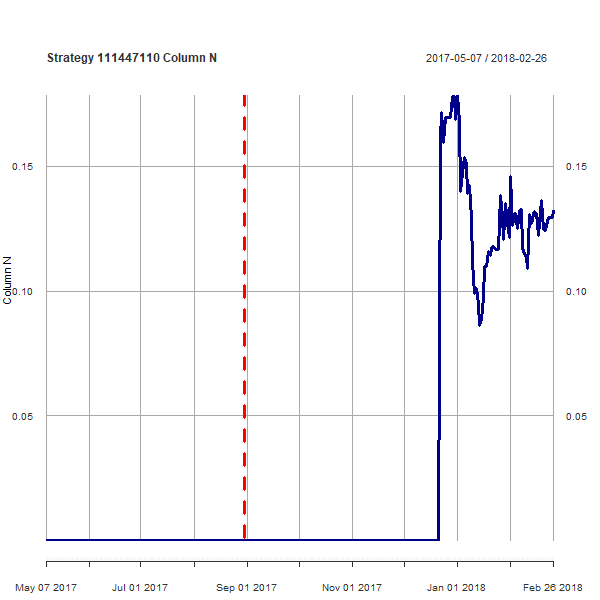 Strategy 111447110 Column N
2017-05-07 / 2018-02-26
0.15
0.15
Column N
0.10
0.10
0.05
0.05
May 07 2017
Jul 01 2017
Sep 01 2017
Nov 01 2017
Jan 01 2018
Feb 26 2018